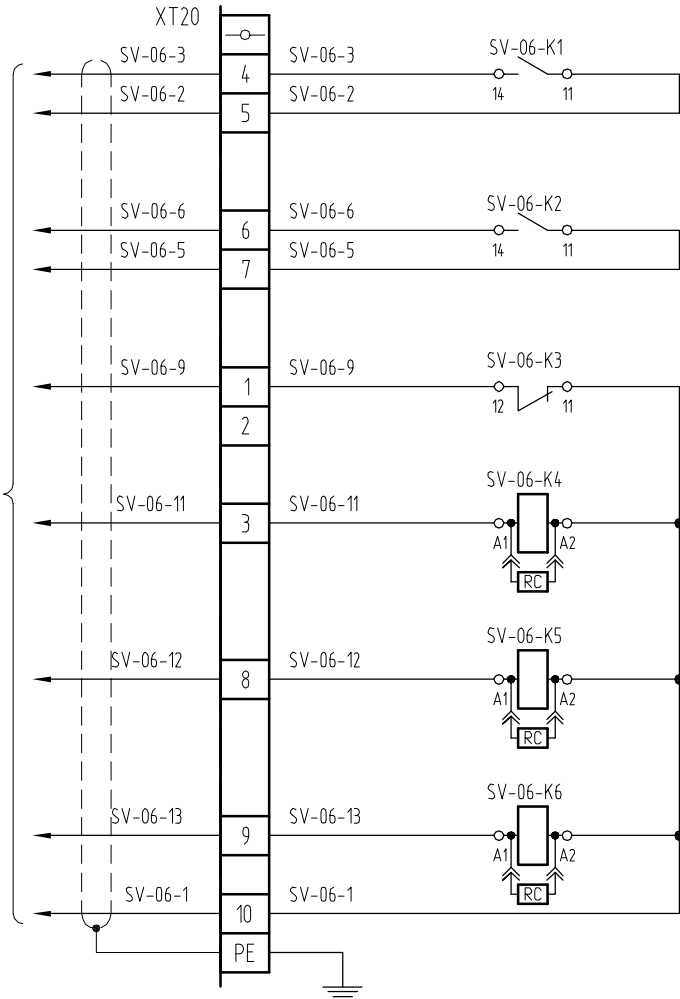 XT20
SV-06-3 SV-06-3 SV-06-K1
4 14 11
SV-06-2 SV-06-2
5
SV-06-6 SV-06-6 SV-06-K2
6 14 11
SV-06-5 SV-06-5
7
SV-06-9 SV-06-9 SV-06-K3
1 12 11
2
SV-06-K4
SV-06-11 SV-06-11
3 A1 A2
RC
SV-06-K5
SV-06-12 SV-06-12
8 A1 A2
RC
SV-06-K6
SV-06-13 SV-06-13
9 A1 A2
RC
SV-06-1 SV-06-1
10
PE